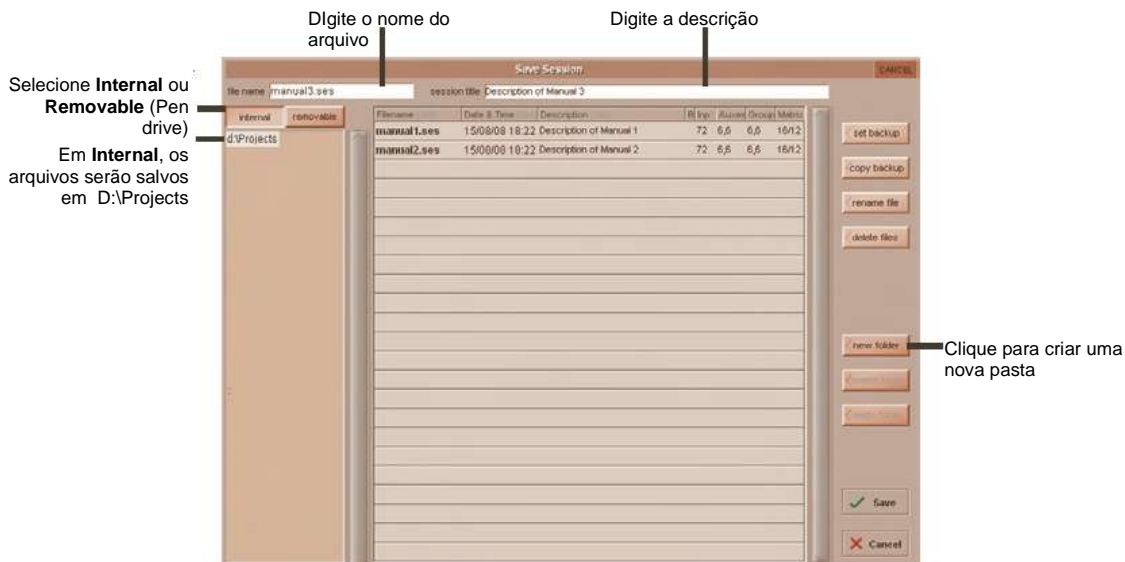 DIgite o nome do
arquivo
Digite a descrição
Selecione Internal ou
Removable (Pen
drive)
Em Internal, os
arquivos serão salvos
em D:\Projects
Save Session
CANCEL
file name manual3.ses session title Description of Manual 3
internal removable
d:\Projects
Filename Date & Time Description B Inp Auxes Group Matrix
manual1.ses 15/08/08 18:22 Description of Manual 1 72 6,6 6,6 16/12
manual2.ses 15/08/08 18:22 Description of Manual 2 72 6,6 6,6 16/12
set backup
copy backup
rename file
delete files
new folder
Clique para criar uma
nova pasta
Save
Cancel